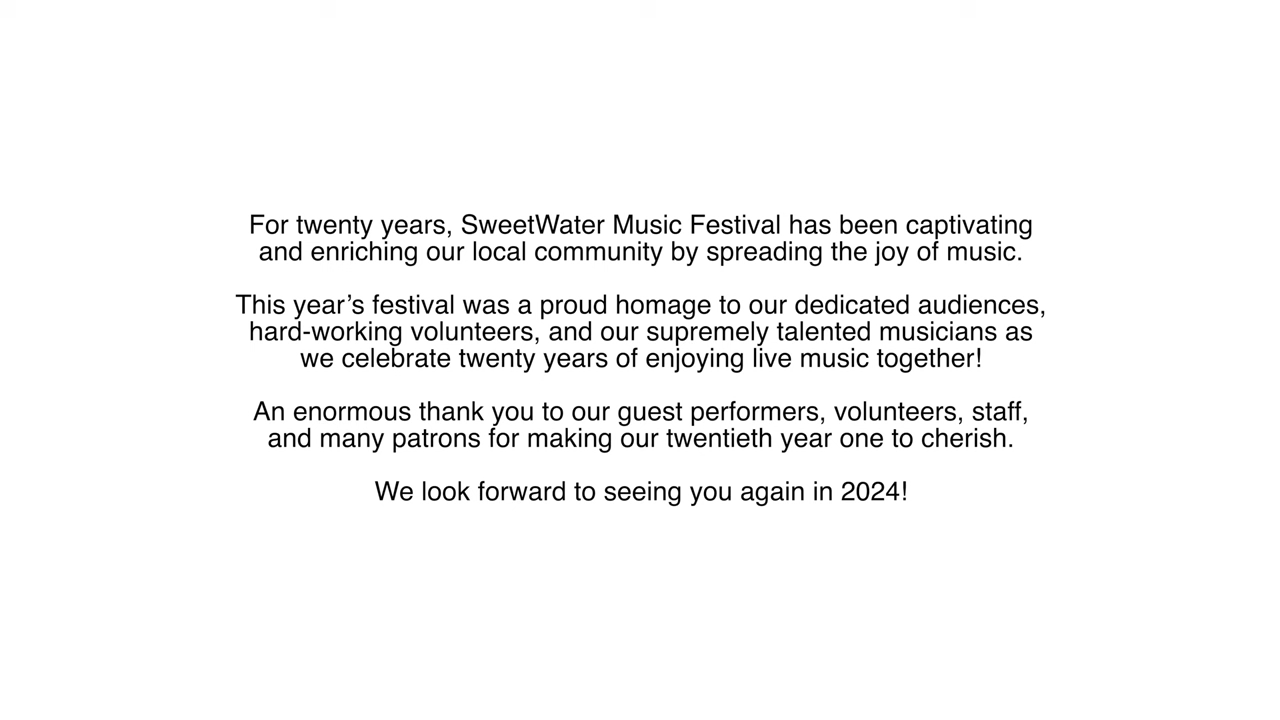 For twenty years, SweetWater Music Festival has been captivating
and enriching our local community by spreading the joy of music.
This year’s festival was a proud homage to our dedicated audiences,
hard-working volunteers, and our supremely talented musicians as
we celebrate twenty years of enjoying live music together!
An enormous thank you to our guest performers, volunteers, staff,
and many patrons for making our twentieth year one to cherish.
We look forward to seeing you again in 2024!